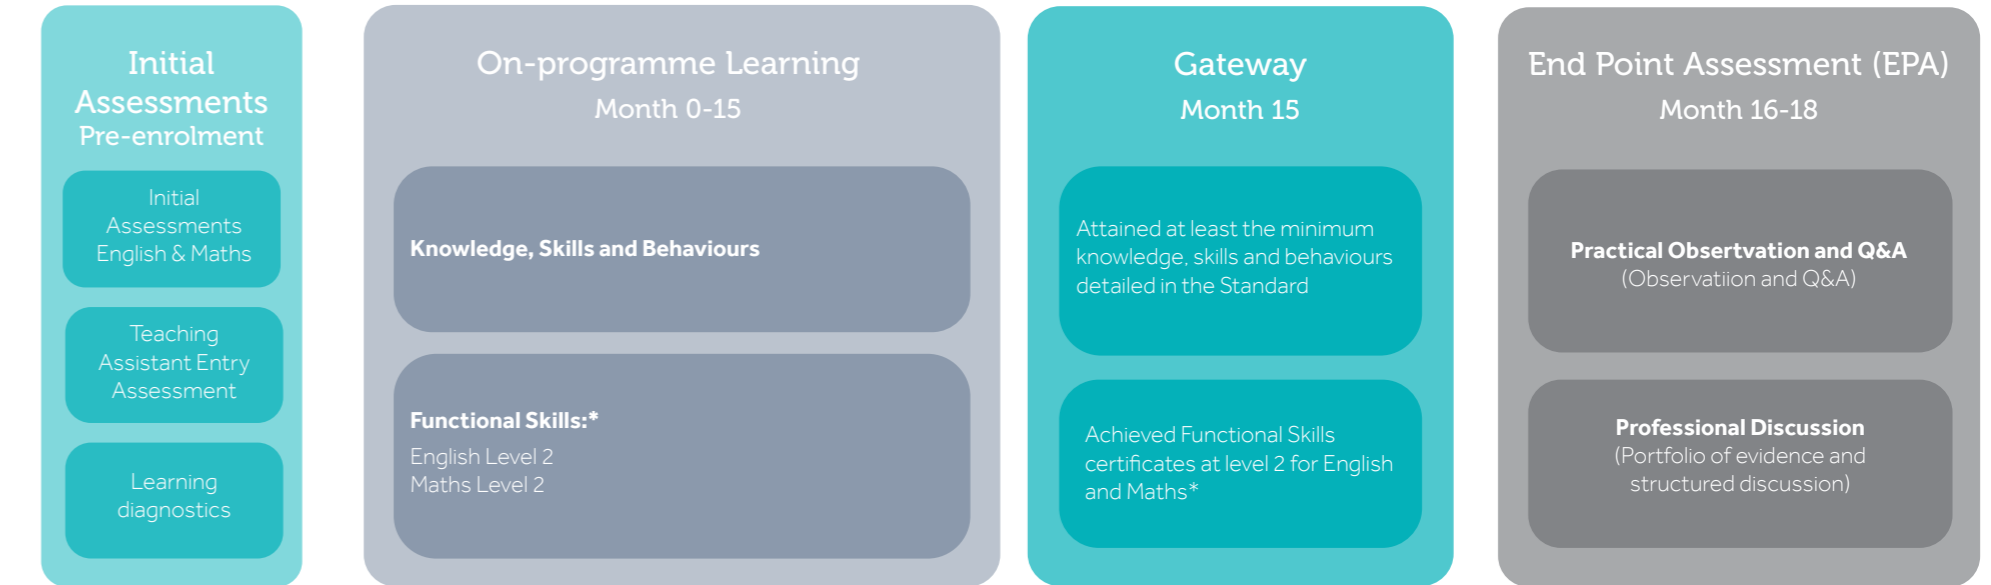 Initial
Assessments
Pre-enrolment
Initial
Assessments
English & Maths
Teaching
Assistant Entry
Assessment
Learning
diagnostics
On-programme Learning
Month 0-15
Knowledge, Skills and Behaviours
Functional Skills:*
English Level 2
Maths Level 2
Gateway
Month 15
Attained at least the minimum
knowledge, skills and behaviours
detailed in the Standard
Achieved Functional Skills
certificates at level 2 for English
and Maths*
End Point Assessment (EPA)
Month 16-18
Practical Obsertvation and Q&A
(Observatiion and Q&A)
Professional Discussion
(Portfolio of evidence and
structured discussion)